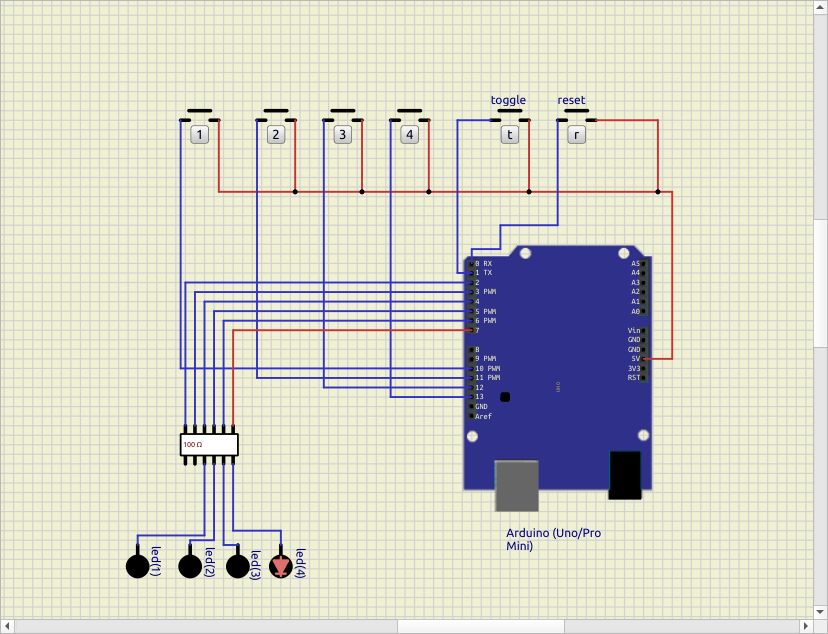 toggle reset
1 2 3 4 t r
0 RX
1 TX
2
3 PWM
4
5 PWM
6 PWM
7
8
9 PWM
10 PWM
11 PWM
12
13
GND
Aref
A5
A4
A3
A2
A1
A0
Vin
GND
GND
5V
3V3
RST
UNO
100 Ω
Arduino (Uno/Pro
Mini)
led(1)
led(2)
led(3)
led(4)